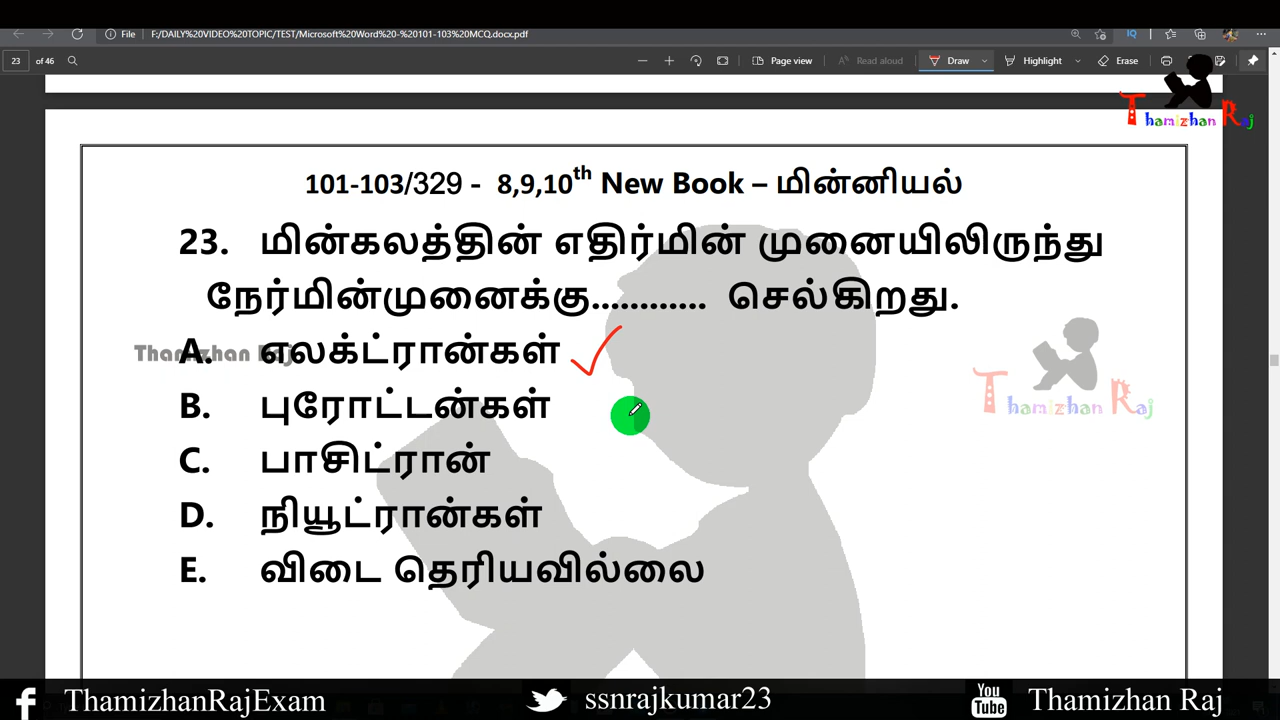 File F:/DAILY%20VIDEO%20TOPIC/TEST/Microsoft%20Word%20-%20101-103%20MCQ.docx.pdf
23 of 46 Page view Read aloud Draw Highlight Erase
Thamizhan Raj
101-103/329 - 8,9,10th New Book – மின்னியல்
23. மின்கலத்தின் எதிர்மின் முனையிலிருந்து
நேர்மின்முனைக்கு............ செல்கிறது.
Thamizhan Raj
A. எலக்ட்ரான்கள்
B. புரோட்டன்கள்
Thamizhan Raj
C. பாசிட்ரான்
D. நியூட்ரான்கள்
E. விடை தெரியவில்லை
f ThamizhanRajExam ssnrajkumar23 You Tube Thamizhan Raj